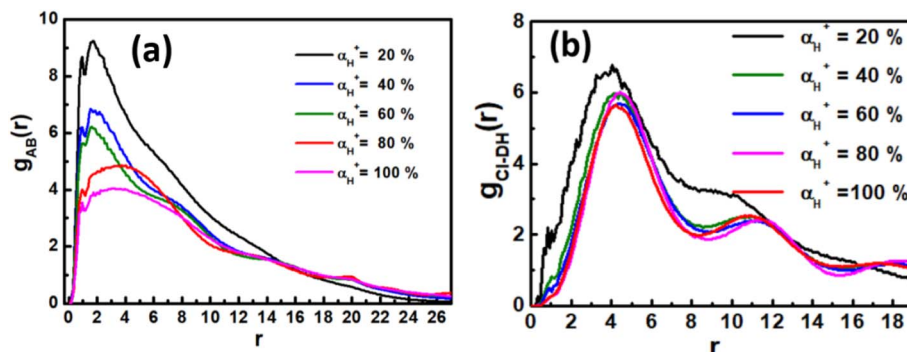 (a)
α_H^+ = 20 %
α_H^+ = 40 %
α_H^+ = 60 %
α_H^+ = 80 %
α_H^+ = 100 %
g_AB(r)
10
8
6
4
2
0
0 2 4 6 8 10 12 14 16 18 20 22 24 26
r
(b)
α_H^+ = 20 %
α_H^+ = 40 %
α_H^+ = 60 %
α_H^+ = 80 %
α_H^+ =100 %
g_Cl-DH(r)
8
6
4
2
0
0 2 4 6 8 10 12 14 16 18
r